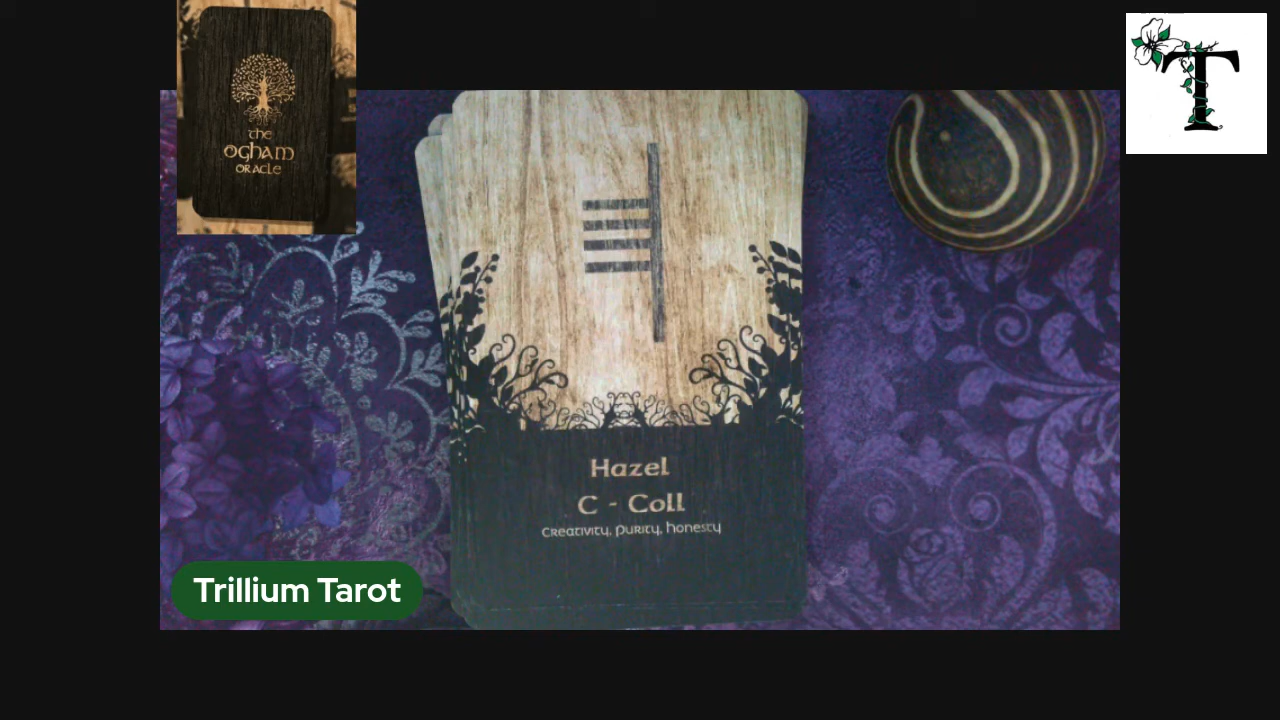 the
Ogham
Oracle
T
Hazel
C - Coll
Creativity, purity, honesty
Trillium Tarot